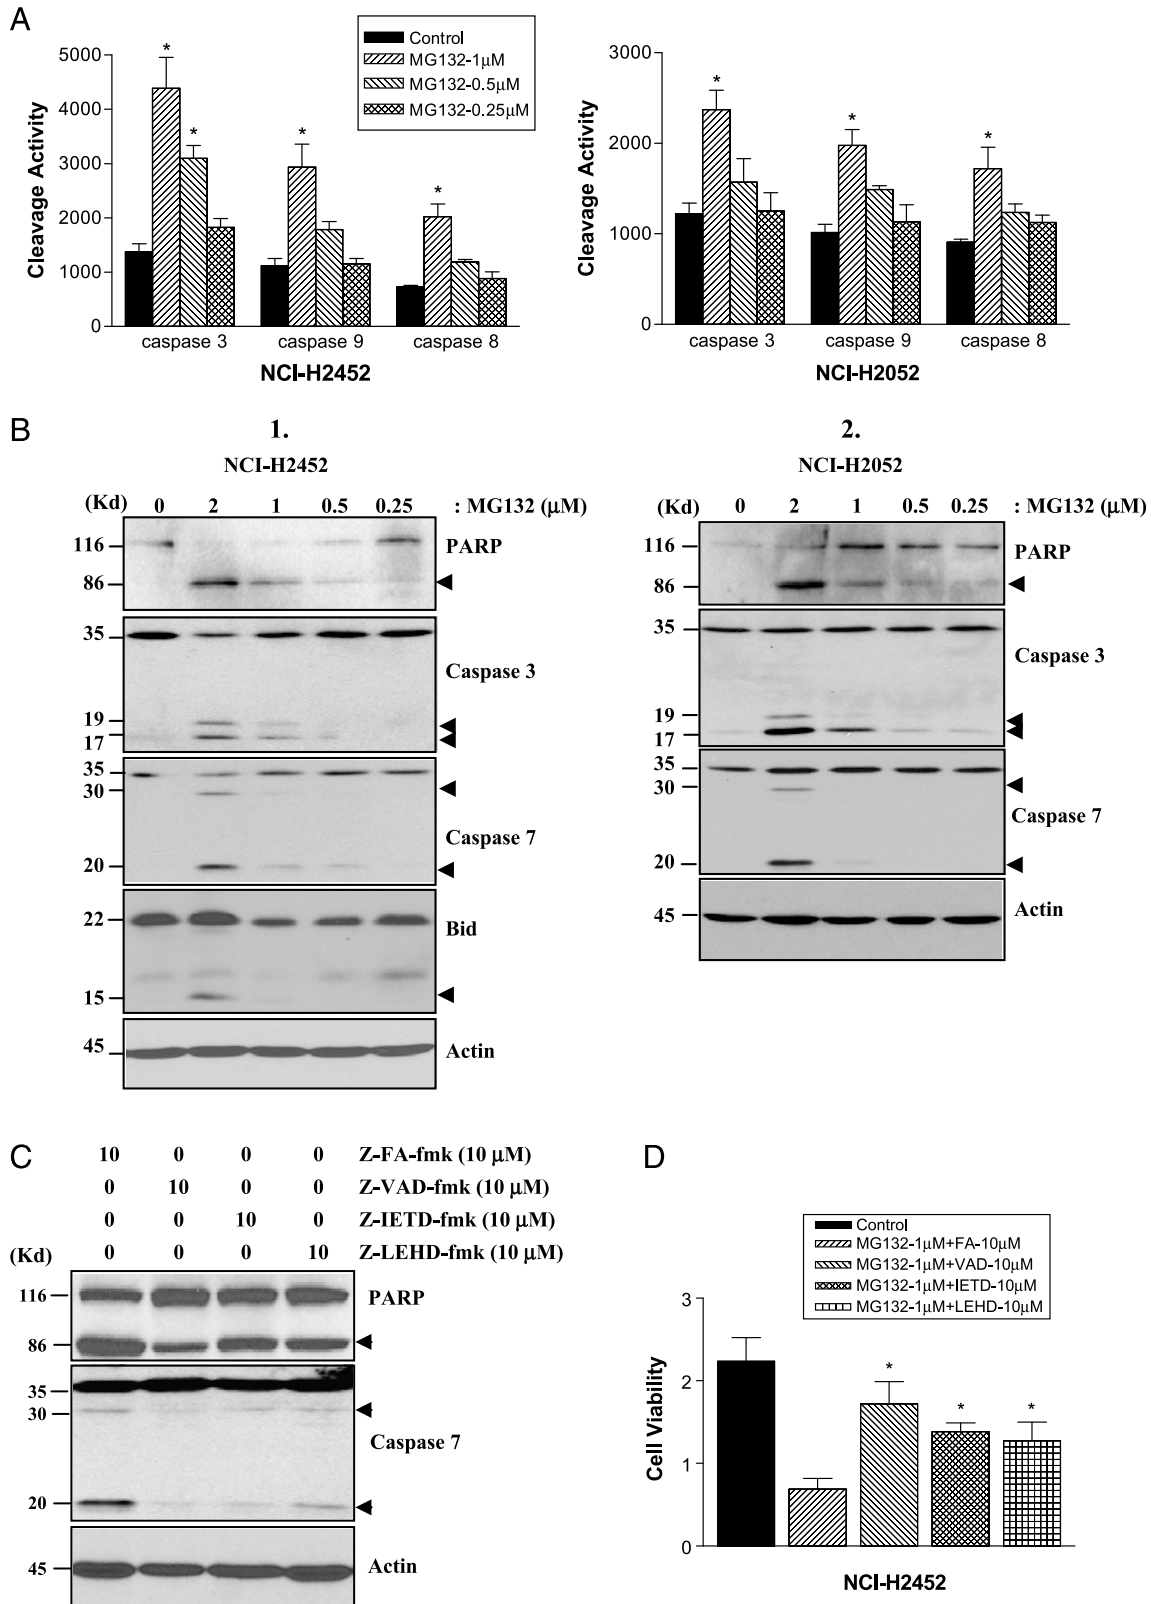 A
Control
MG132-1μM
MG132-0.5μM
MG132-0.25μM
Cleavage Activity
5000
4000
3000
2000
1000
0
* * * *
caspase 3 caspase 9 caspase 8
NCI-H2452
Cleavage Activity
3000
2000
1000
0
* * *
caspase 3 caspase 9 caspase 8
NCI-H2052
B
1.
NCI-H2452
(Kd) 0 2 1 0.5 0.25 : MG132 (μM)
116
86
PARP
35
19
17
Caspase 3
35
30
20
Caspase 7
22
15
Bid
45
Actin
2.
NCI-H2052
(Kd) 0 2 1 0.5 0.25 : MG132 (μM)
116
86
PARP
35
19
17
Caspase 3
35
30
20
Caspase 7
45
Actin
C
10 0 0 0 Z-FA-fmk (10 μM)
0 10 0 0 Z-VAD-fmk (10 μM)
0 0 10 0 Z-IETD-fmk (10 μM)
(Kd) 0 0 0 10 Z-LEHD-fmk (10 μM)
116
86
PARP
35
30
20
Caspase 7
45
Actin
D
Control
MG132-1μM+FA-10μM
MG132-1μM+VAD-10μM
MG132-1μM+IETD-10μM
MG132-1μM+LEHD-10μM
Cell Viability
3
2
1
0
* * *
NCI-H2452